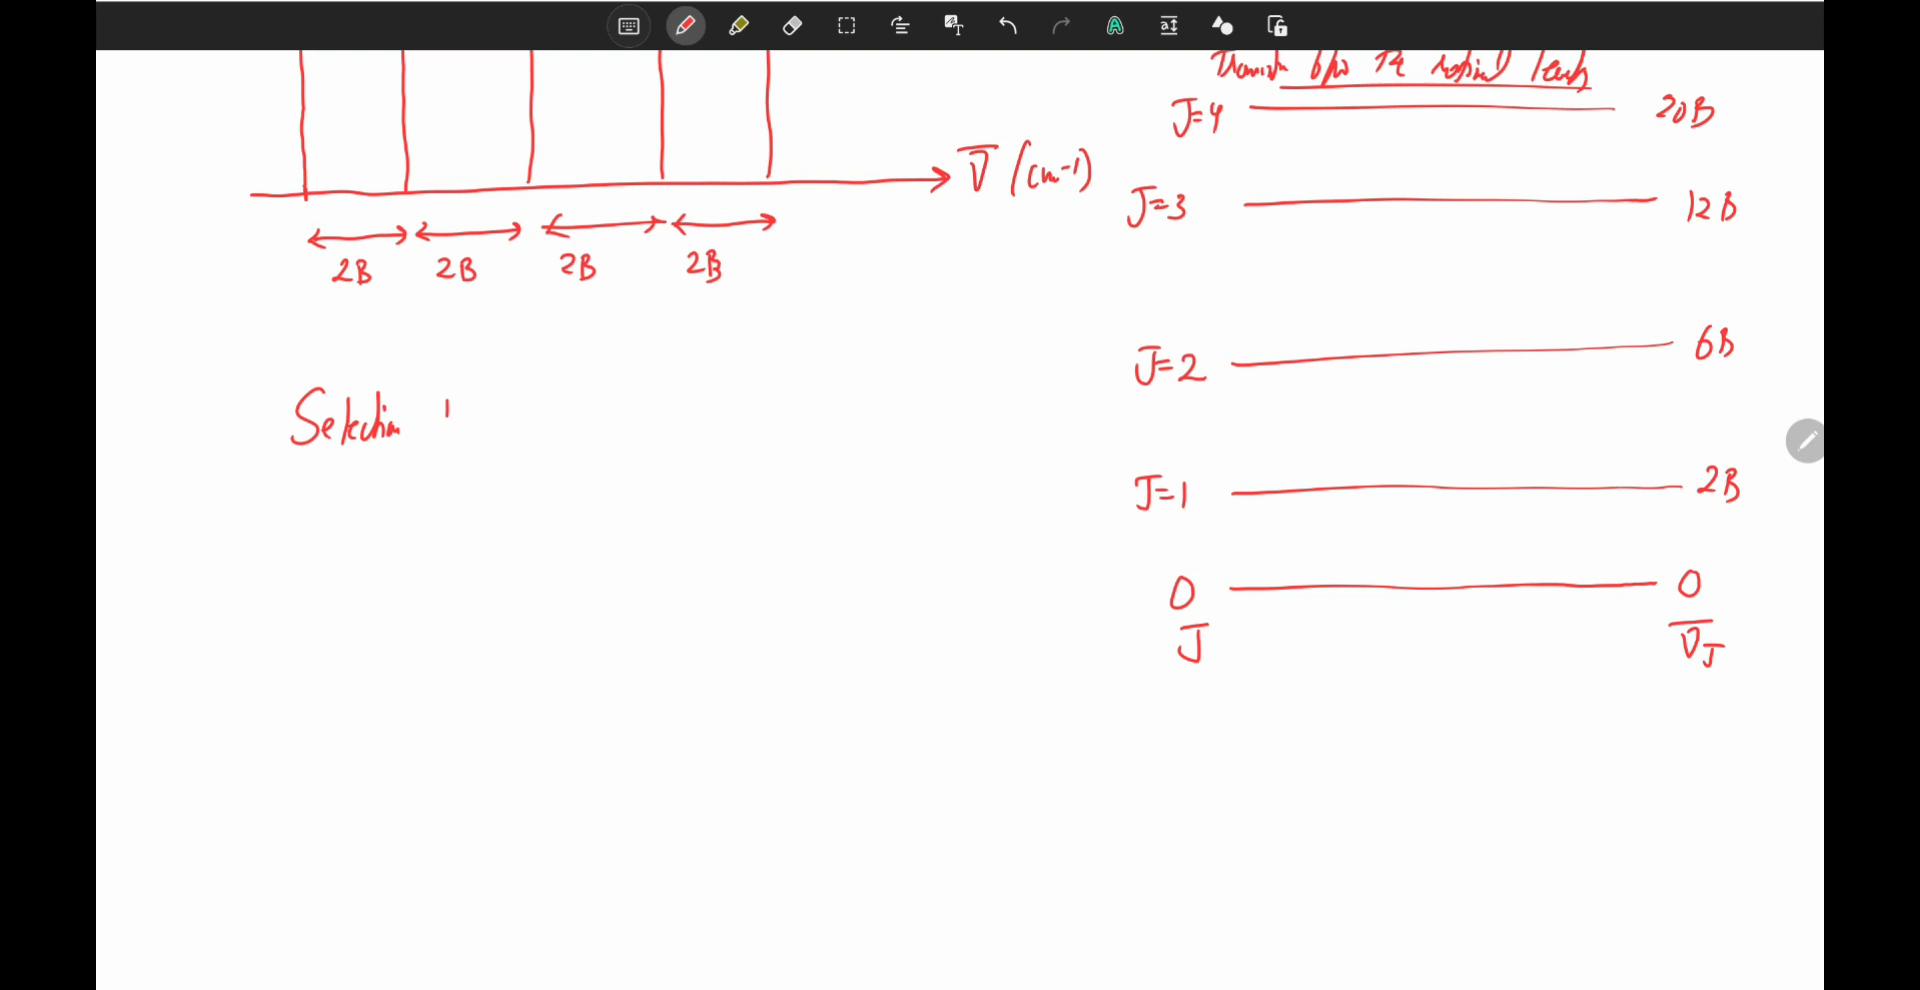 ν̄ (cm-1)
2B 2B 2B 2B
Selection
J=4 20B
J=3 12B
J=2 6B
J=1 2B
0 0
J ν̄J